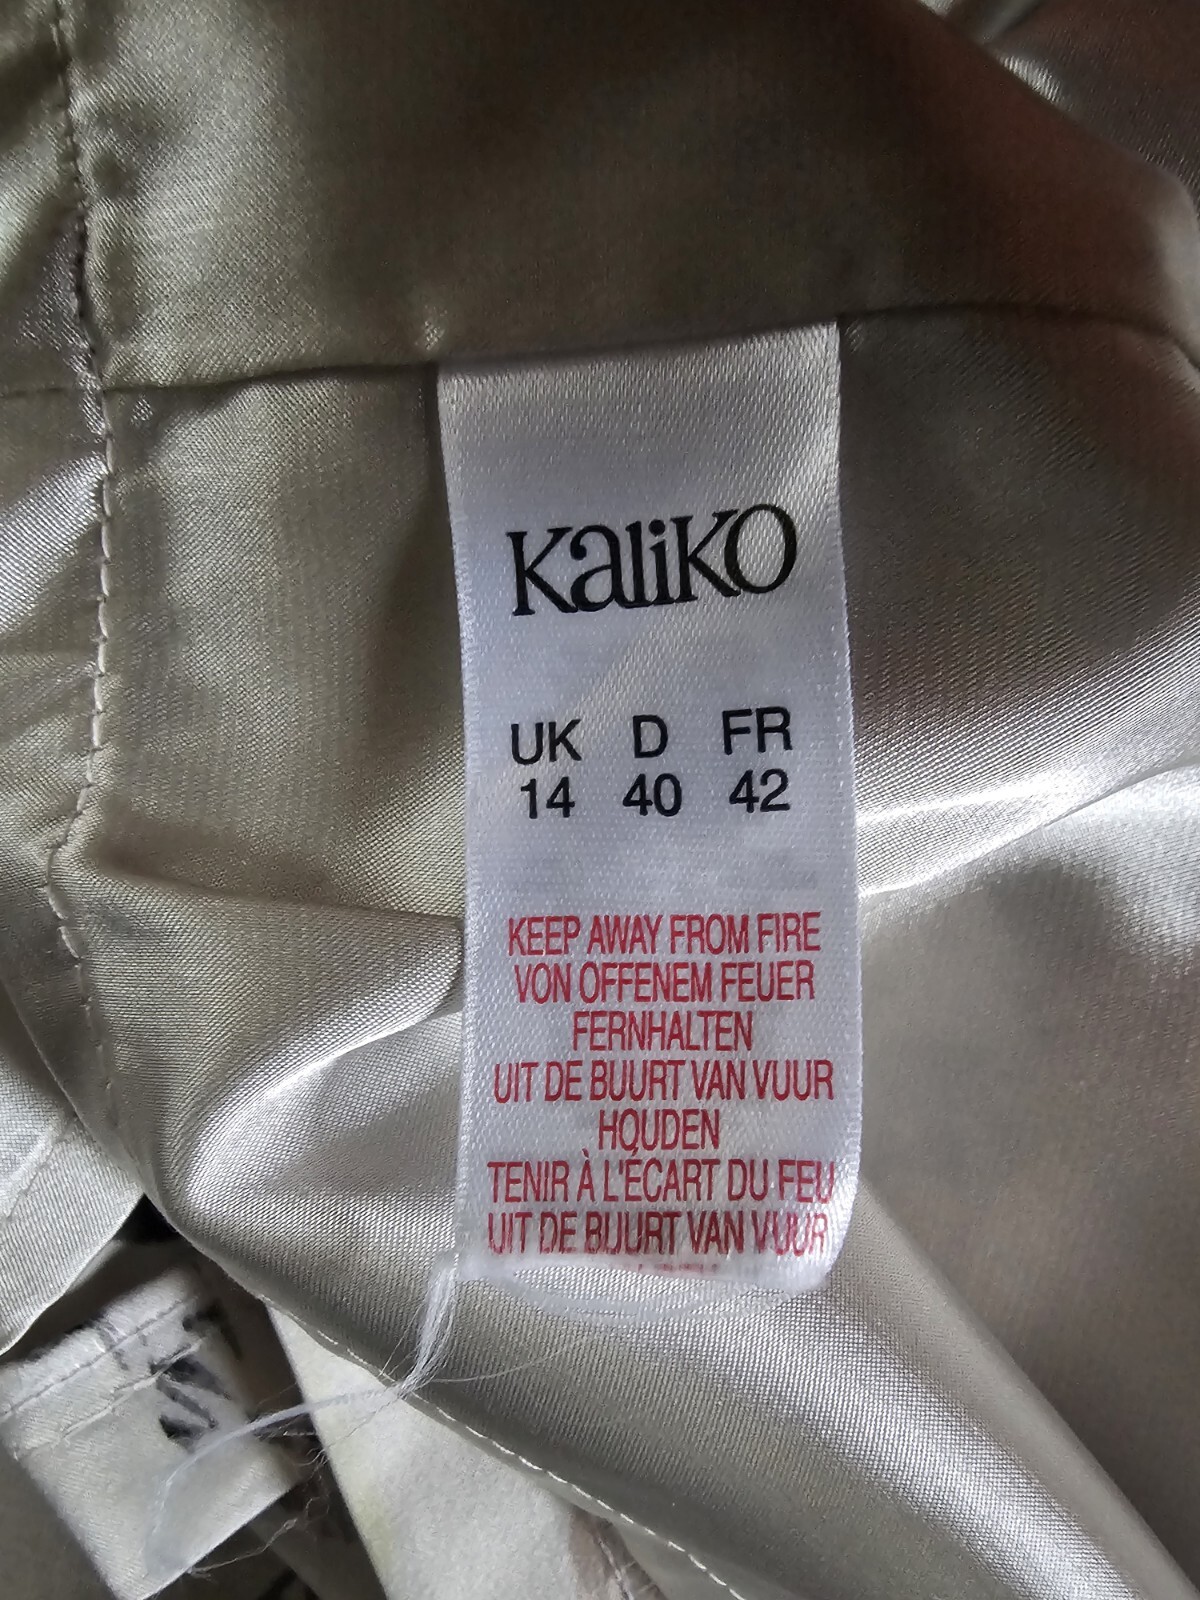 KaliKO
UK D FR
14 40 42
KEEP AWAY FROM FIRE
VON OFFENEM FEUER
FERNHALTEN
UIT DE BUURT VAN VUUR
HOUDEN
TENIR À L'ÉCART DU FEU
UIT DE BUURT VAN VUUR